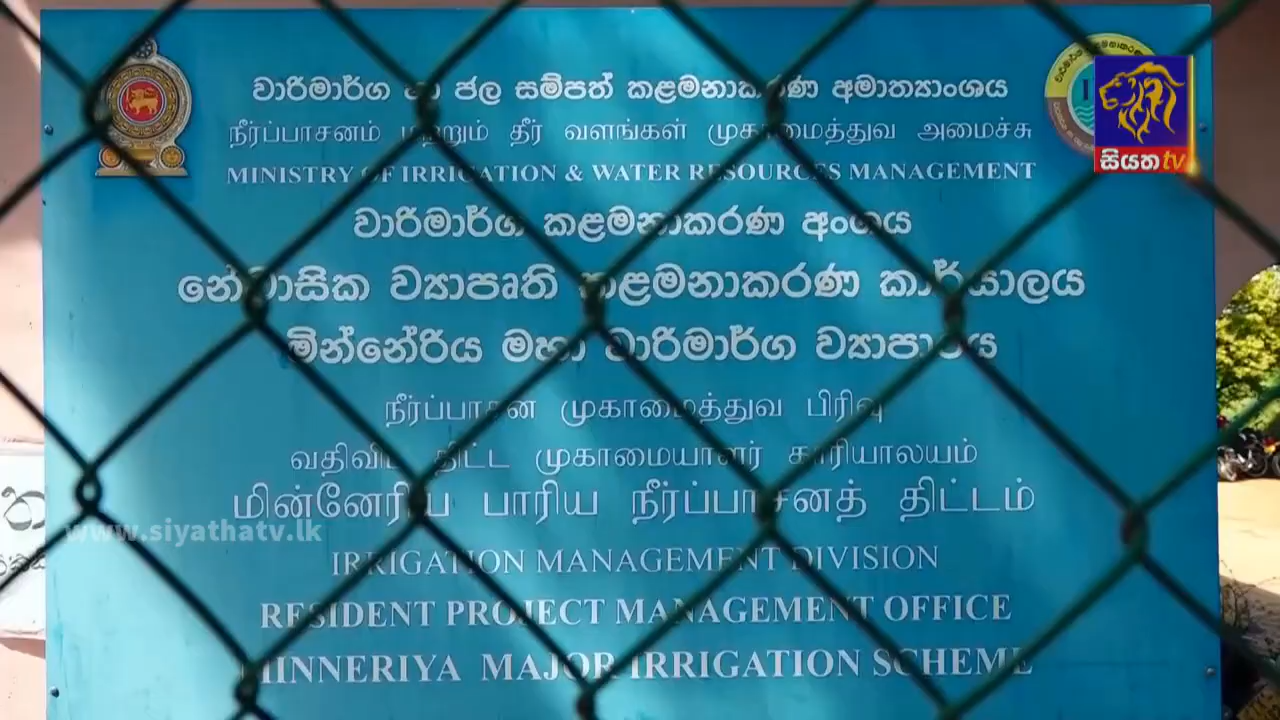 වාරිමාර්ග හා ජල සම්පත් කළමනාකරණ අමාත්‍යාංශය
නீர்ப்பாசனம் மற்றும் நீர் வளங்கள் முகாமைத்துவ அமைச்சு
MINISTRY OF IRRIGATION & WATER RESOURCES MANAGEMENT
වාරිමාර්ග කළමනාකරණ අංශය
නේවාසික ව්‍යාපෘති කළමනාකරණ කාර්යාලය
මින්නේරිය මහා වාරිමාර්ග ව්‍යාපාරය
நீர்ப்பாசன முகாமைத்துவ பிரிவு
வதிவிட திட்ட முகாமையாளர் காரியாலயம்
மின்னேரிய பாரிய நீர்ப்பாசனத் திட்டம்
IRRIGATION MANAGEMENT DIVISION
RESIDENT PROJECT MANAGEMENT OFFICE
MINNERIYA MAJOR IRRIGATION SCHEME
සියත tv
www.siyathatv.lk